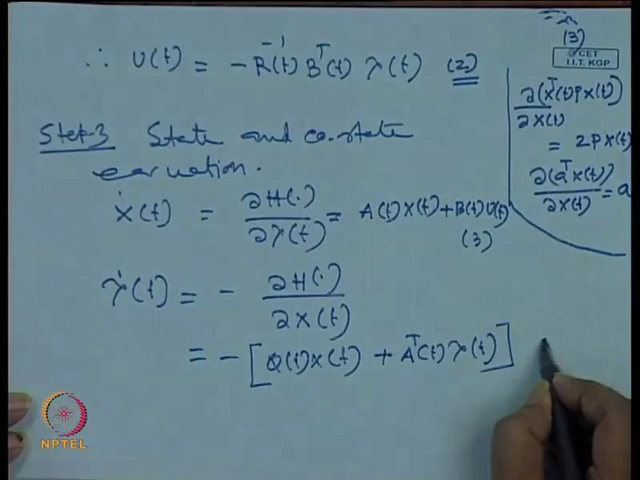 (3)
© CET
I.I.T. KGP
∴ U(t) = -R⁻¹(t) Bᵀ(t) λ(t) (2)
∂(xᵀ(t)Px(t))
∂x(t)
= 2Px(t)
∂(aᵀx(t))
∂x(t)
= a
Step-3 State and co-state
equation.
ẋ(t) = ∂H(·)/∂λ(t) = A(t)x(t)+B(t)U(t)
(3)
λ̇(t) = - ∂H(·)/∂x(t)
= -[Q(t)x(t) + Aᵀ(t)λ(t)]
NPTEL